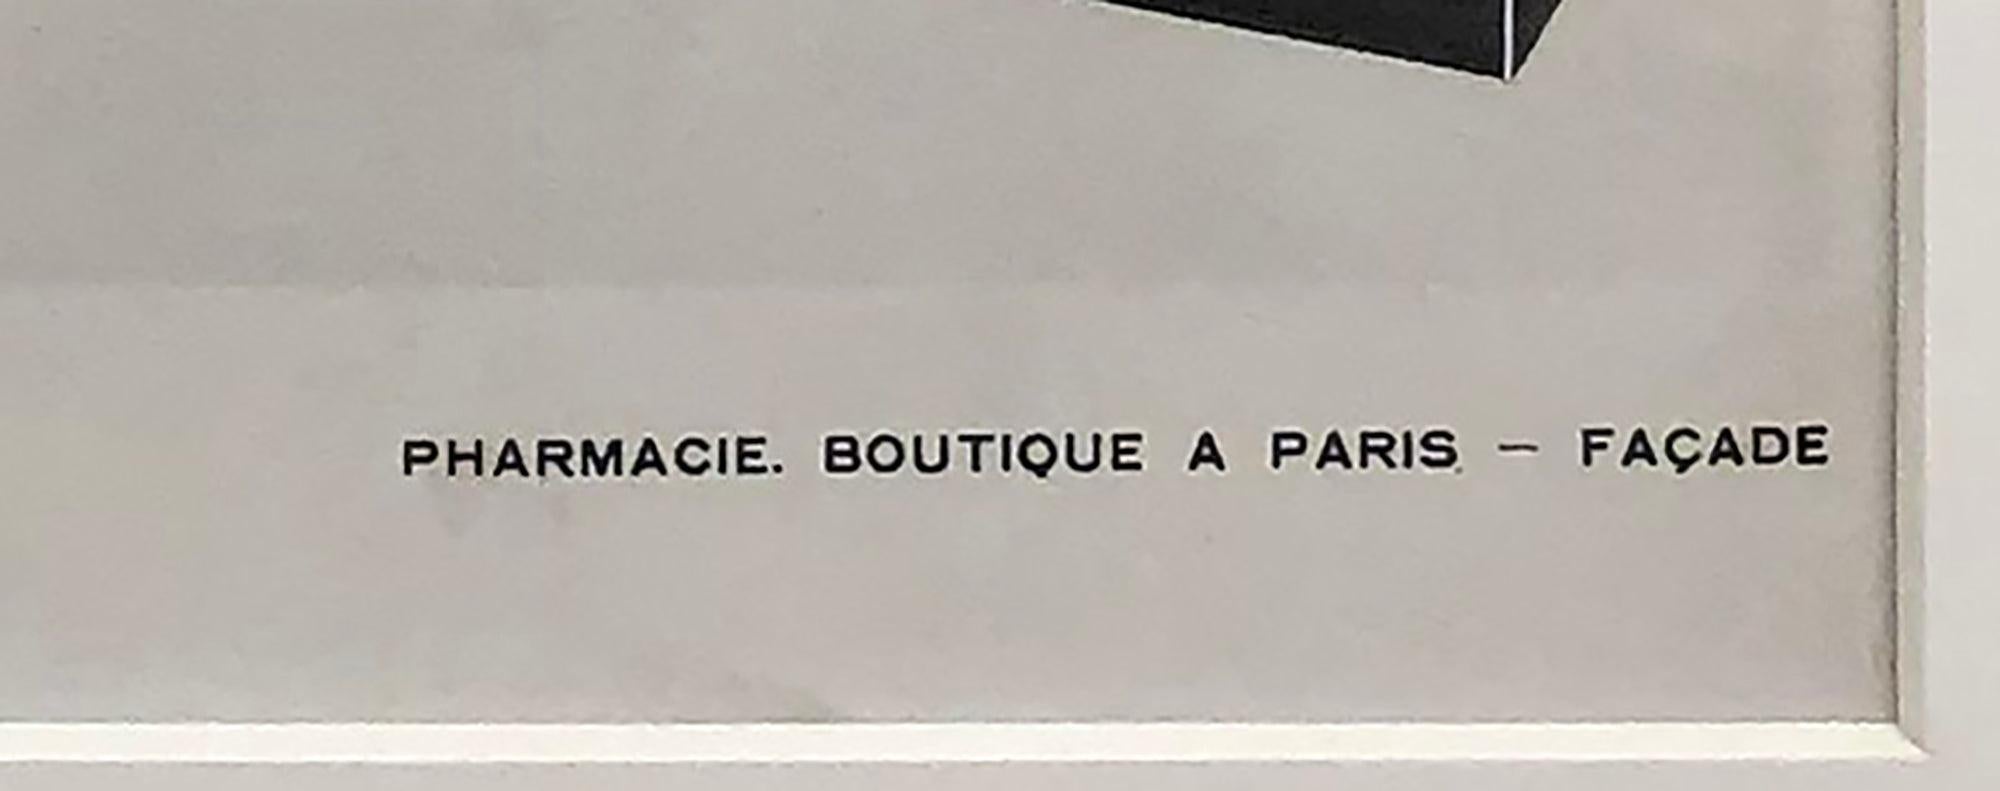 PHARMACIE. BOUTIQUE A PARIS — FAÇADE